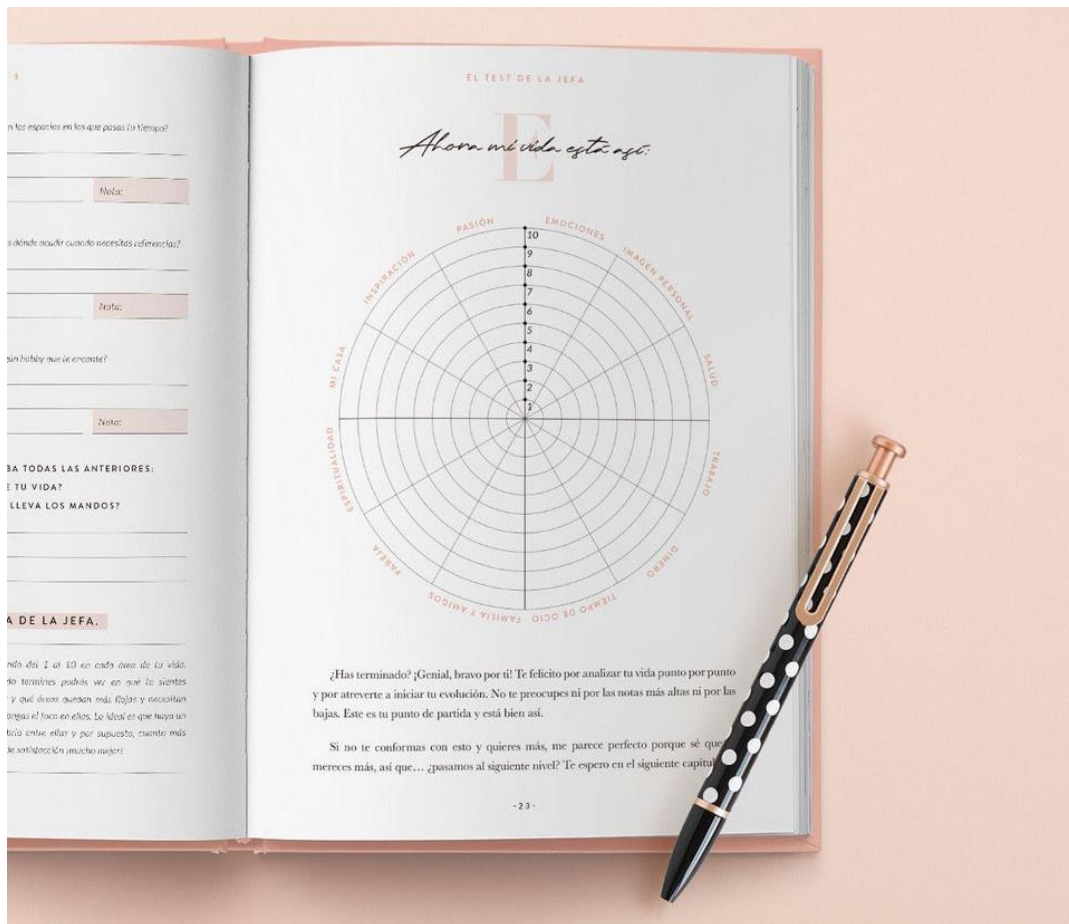 3
n los espacios en los que pasas tu tiempo?
Nota:
s dónde acudir cuando necesitas referencias?
Nota:
gún hobby que te encante?
Nota:
BA TODAS LAS ANTERIORES:
E TU VIDA?
LLEVA LOS MANDOS?
A DE LA JEFA.
ndo del 1 al 10 en cada área de tu vida.
do termines podrás ver en qué te sientes
y qué áreas quedan más flojas y necesitan
ongas el foco en ellas. Lo ideal es que haya un
brio entre ellas y por supuesto, cuanto más
de satisfacción ¡mucho mejor!
EL TEST DE LA JEFA
E
Ahora mi vida está así:
PASIÓN
EMOCIONES
IMAGEN PERSONAL
SALUD
TRABAJO
DINERO
TIEMPO DE OCIO
FAMILIA Y AMIGOS
PAREJA
ESPIRITUALIDAD
MI CASA
INSPIRACIÓN
10
9
8
7
6
5
4
3
2
1
¿Has terminado? ¡Genial, bravo por ti! Te felicito por analizar tu vida punto por punto
y por atreverte a iniciar tu evolución. No te preocupes ni por las notas más altas ni por las
bajas. Este es tu punto de partida y está bien así.
Si no te conformas con esto y quieres más, me parece perfecto porque sé que
mereces más, así que… ¿pasamos al siguiente nivel? Te espero en el siguiente capítul
-23-